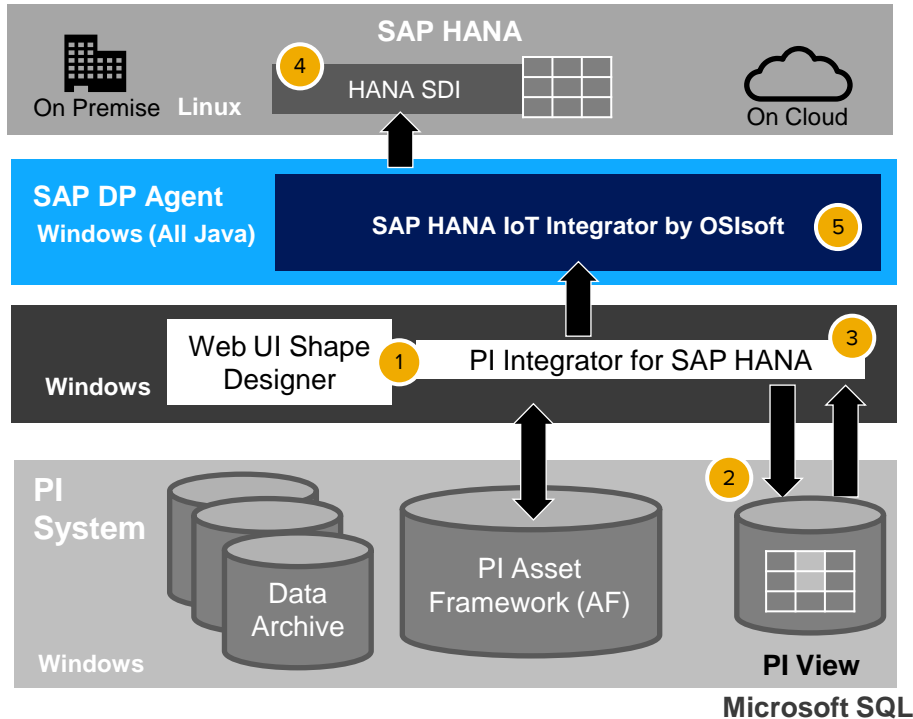 SAP HANA
4
HANA SDI
On Premise
Linux
On Cloud
SAP DP Agent
Windows (All Java)
SAP HANA IoT Integrator by OSIsoft
5
Web UI Shape
Designer
1
PI Integrator for SAP HANA
3
Windows
2
PI
System
Data
Archive
PI Asset
Framework (AF)
Windows
PI View
Microsoft SQL